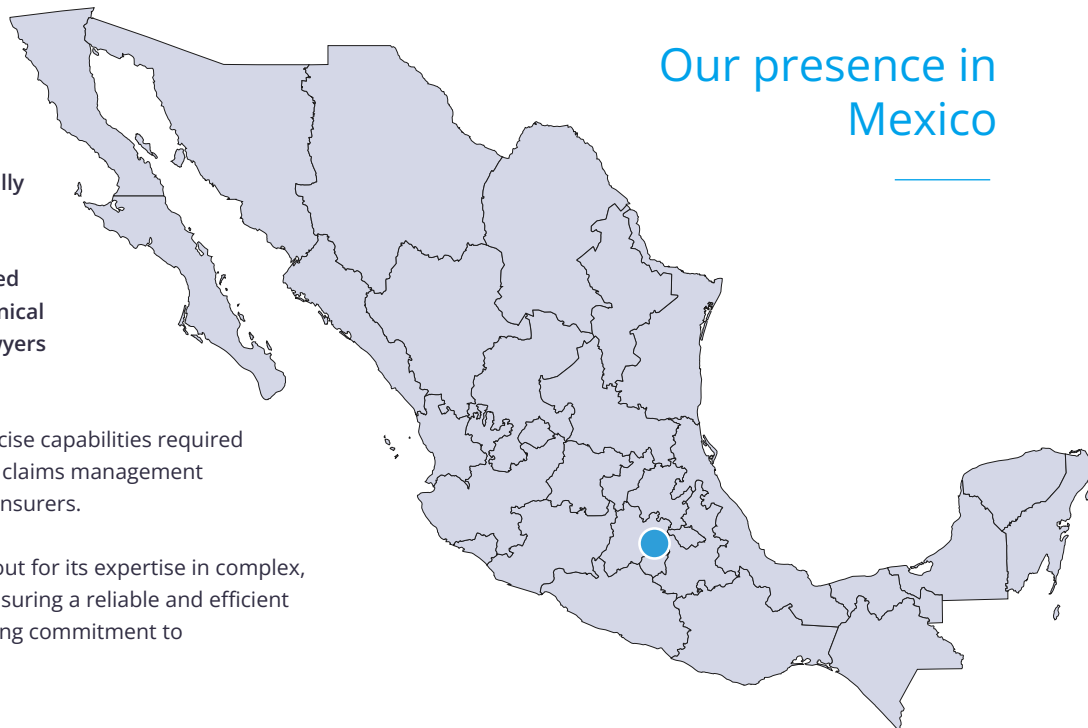 Our presence in
Mexico
lly
ed
nical
wyers
cise capabilities required
claims management
nsurers.
out for its expertise in complex,
suring a reliable and efficient
ng commitment to